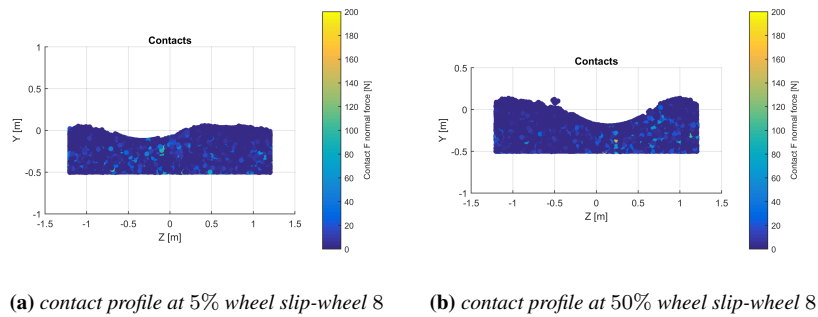 Contacts
1
0.5
0
-0.5
-1
Y [m]
-1.5 -1 -0.5 0 0.5 1 1.5
Z [m]
200
180
160
140
120
100
80
60
40
20
0
Contact F normal force [N]
Contacts
0.5
0
-0.5
-1
Y [m]
-1.5 -1 -0.5 0 0.5 1 1.5
Z [m]
200
180
160
140
120
100
80
60
40
20
0
Contact F normal force [N]
(a) contact profile at 5% wheel slip-wheel 8
(b) contact profile at 50% wheel slip-wheel 8